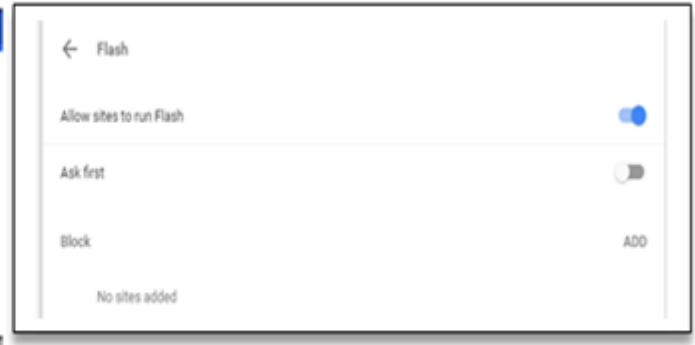 Flash
Allow sites to run Flash
Ask first
Block ADD
No sites added